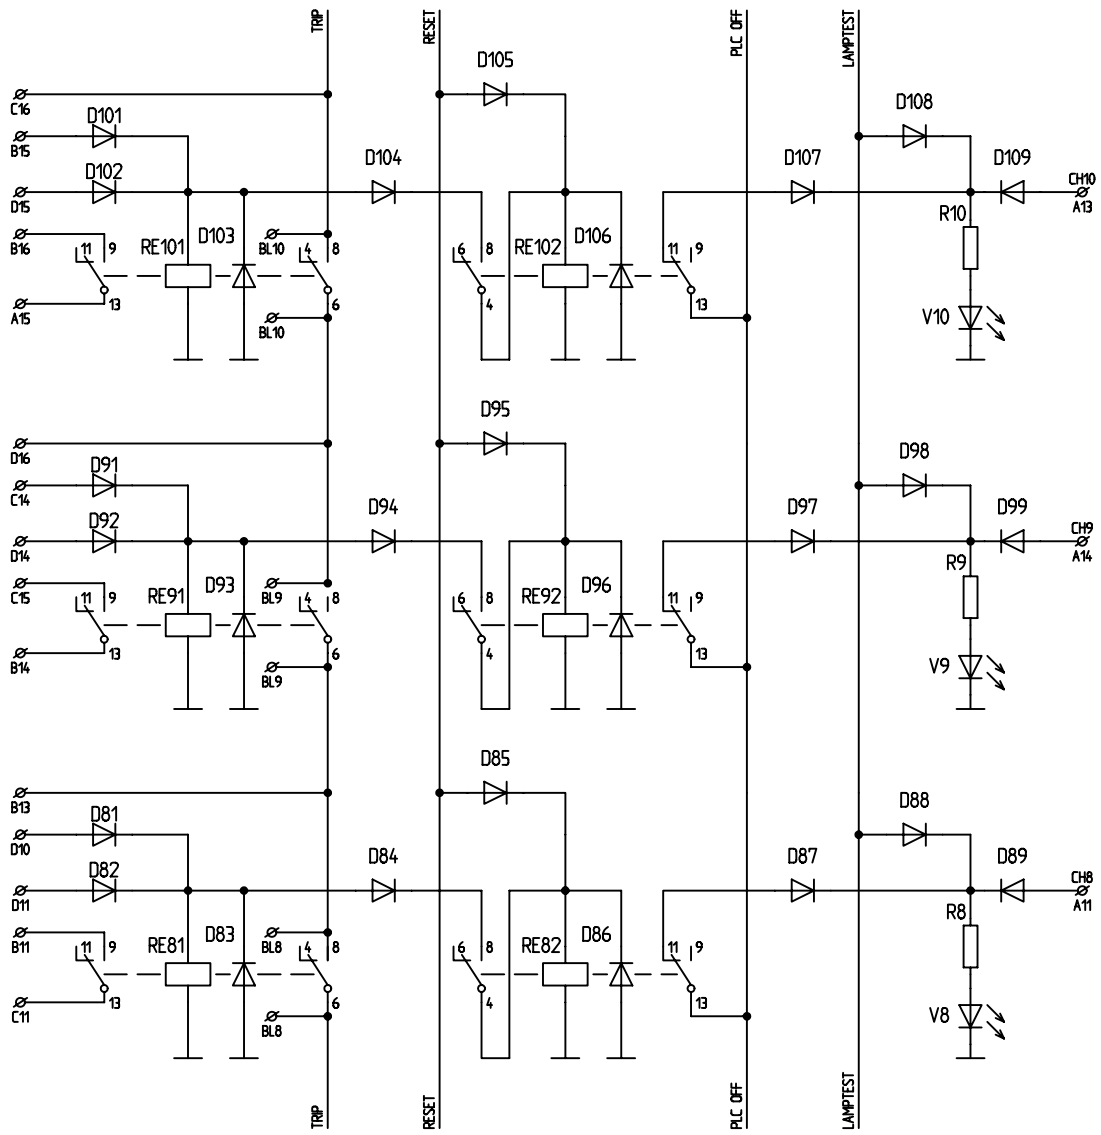 TRIP
RESET
PLC OFF
LAMPTEST
D105
C16
D101
D108
B15
D102
D104
D107
D109
CH10
D15
A13
B16
11 9
RE101
D103
BL10
4 8
6 8
RE102
D106
11 9
R10
A15
13
6
4
13
BL10
V10
D95
D16
D91
D98
C14
D92
D94
D97
D99
CH9
D14
A14
C15
11 9
RE91
D93
BL9
4 8
6 8
RE92
D96
11 9
R9
B14
13
6
4
13
BL9
V9
D85
B13
D81
D88
D10
D82
D84
D87
D89
CH8
D11
A11
B11
11 9
RE81
D83
BL8
4 8
6 8
RE82
D86
11 9
R8
C11
13
6
4
13
BL8
V8
TRIP
RESET
PLC OFF
LAMPTEST